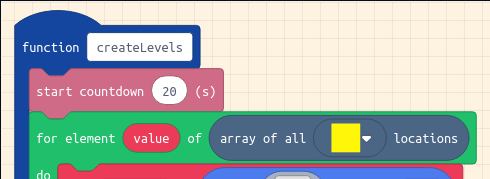 function createLevels
start countdown 20 (s)
for element value of array of all locations
do